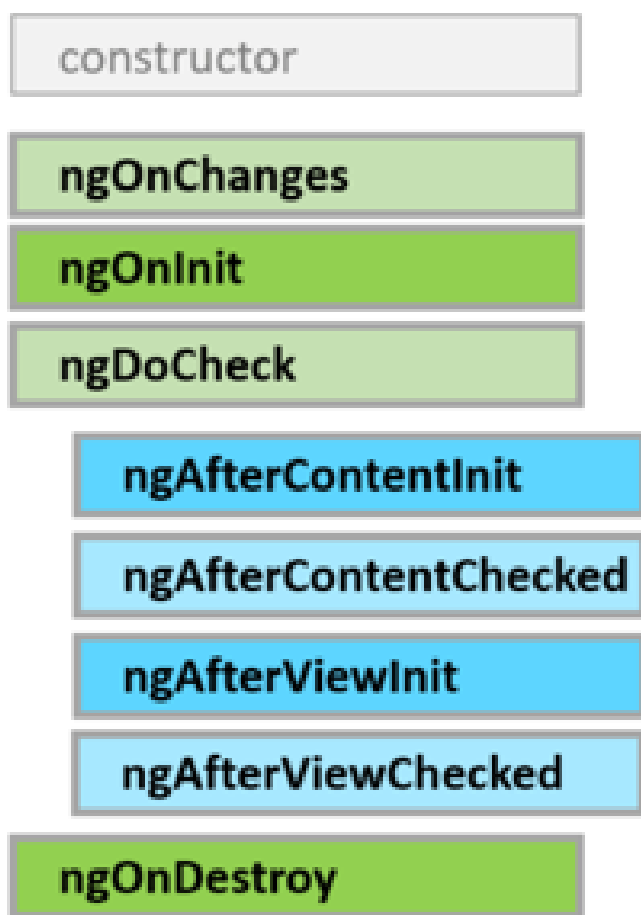 constructor
ngOnChanges
ngOnInit
ngDoCheck
ngAfterContentInit
ngAfterContentChecked
ngAfterViewInit
ngAfterViewChecked
ngOnDestroy